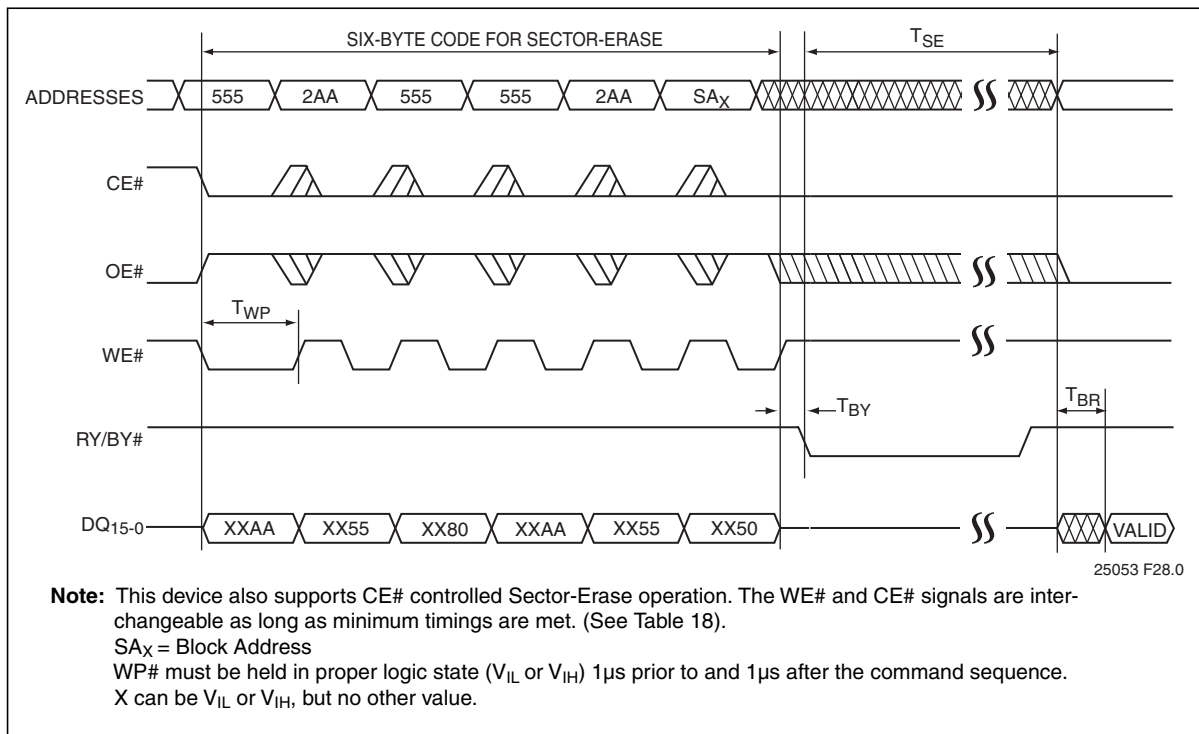 SIX-BYTE CODE FOR SECTOR-ERASE
TSE
ADDRESSES 555 2AA 555 555 2AA SAX
CE#
OE#
TWP
WE#
TBY
TBR
RY/BY#
DQ15-0 XXAA XX55 XX80 XXAA XX55 XX50 VALID
25053 F28.0
Note: This device also supports CE# controlled Sector-Erase operation. The WE# and CE# signals are inter-
changeable as long as minimum timings are met. (See Table 18).
SAX = Block Address
WP# must be held in proper logic state (VIL or VIH) 1µs prior to and 1µs after the command sequence.
X can be VIL or VIH, but no other value.